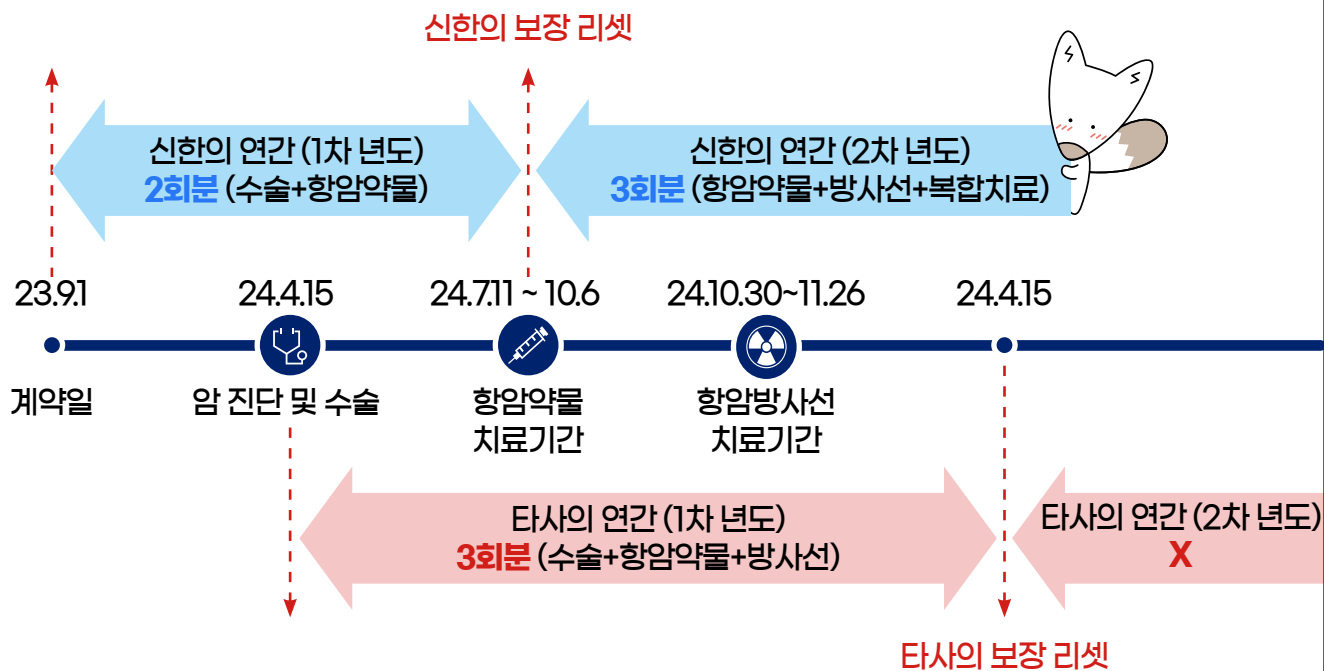 신한의 보장 리셋
신한의 연간 (1차 년도)
2회분 (수술+항암약물)
신한의 연간 (2차 년도)
3회분 (항암약물+방사선+복합치료)
23.9.1
24.4.15
24.7.11 ~ 10.6
24.10.30~11.26
24.4.15
계약일
암 진단 및 수술
항암약물
치료기간
항암방사선
치료기간
타사의 연간 (1차 년도)
3회분 (수술+항암약물+방사선)
타사의 연간 (2차 년도)
X
타사의 보장 리셋